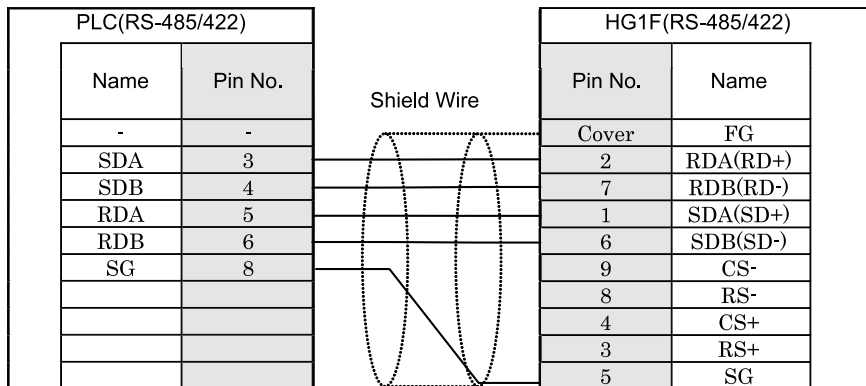 PLC(RS-485/422) HG1F(RS-485/422)
Name Pin No. Shield Wire Pin No. Name
- - Cover FG
SDA 3 2 RDA(RD+)
SDB 4 7 RDB(RD-)
RDA 5 1 SDA(SD+)
RDB 6 6 SDB(SD-)
SG 8 9 CS-
8 RS-
4 CS+
3 RS+
5 SG